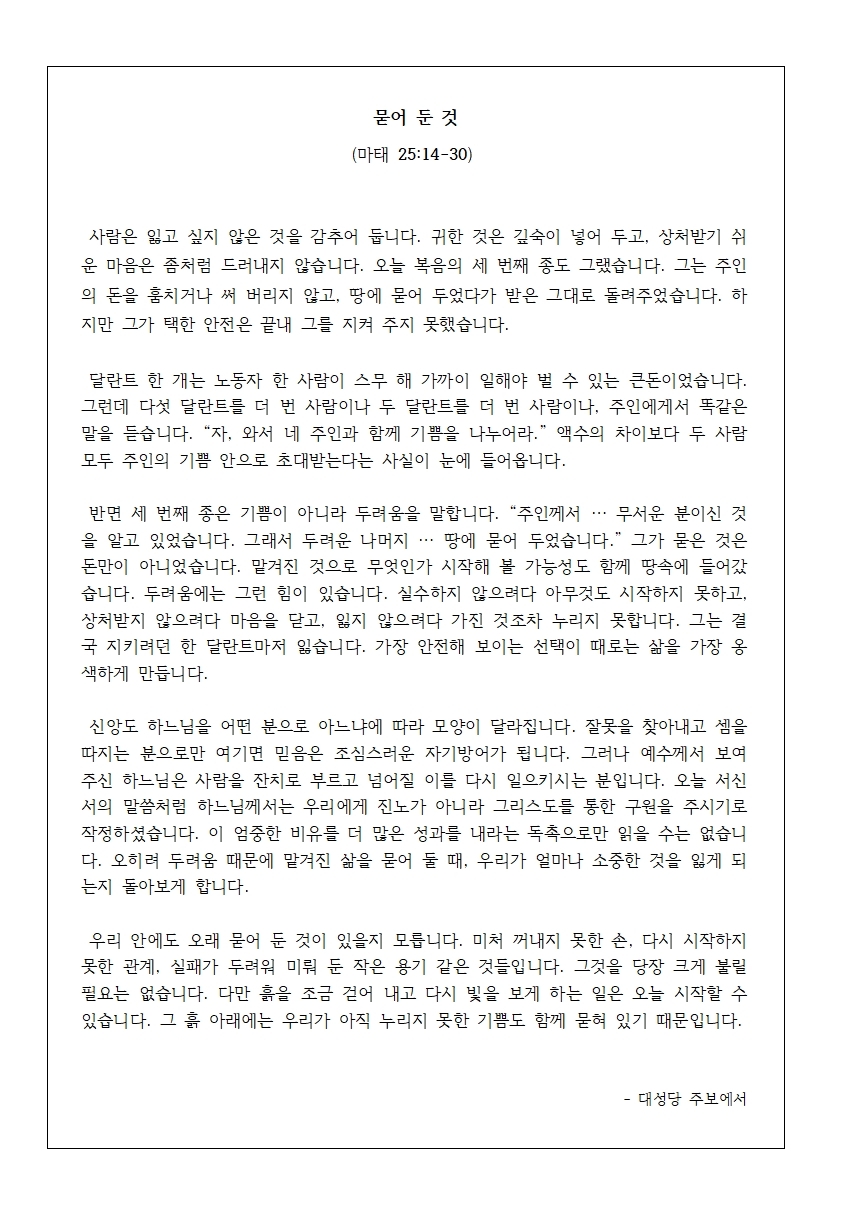 묻어 둔 것
(마태 25:14-30)
사람은 잃고 싶지 않은 것을 감추어 둡니다. 귀한 것은 깊숙이 넣어 두고, 상처받기 쉬
운 마음은 좀처럼 드러내지 않습니다. 오늘 복음의 세 번째 종도 그랬습니다. 그는 주인
의 돈을 훔치거나 써 버리지 않고, 땅에 묻어 두었다가 받은 그대로 돌려주었습니다. 하
지만 그가 택한 안전은 끝내 그를 지켜 주지 못했습니다.
달란트 한 개는 노동자 한 사람이 스무 해 가까이 일해야 벌 수 있는 큰돈이었습니다.
그런데 다섯 달란트를 더 번 사람이나 두 달란트를 더 번 사람이나, 주인에게서 똑같은
말을 듣습니다. “자, 와서 네 주인과 함께 기쁨을 나누어라.” 액수의 차이보다 두 사람
모두 주인의 기쁨 안으로 초대받는다는 사실이 눈에 들어옵니다.
반면 세 번째 종은 기쁨이 아니라 두려움을 말합니다. “주인께서 … 무서운 분이신 것
을 알고 있었습니다. 그래서 두려운 나머지 … 땅에 묻어 두었습니다.” 그가 묻은 것은
돈만이 아니었습니다. 맡겨진 것으로 무엇인가 시작해 볼 가능성도 함께 땅속에 들어갔
습니다. 두려움에는 그런 힘이 있습니다. 실수하지 않으려다 아무것도 시작하지 못하고,
상처받지 않으려다 마음을 닫고, 잃지 않으려다 가진 것조차 누리지 못합니다. 그는 결
국 지키려던 한 달란트마저 잃습니다. 가장 안전해 보이는 선택이 때로는 삶을 가장 옹
색하게 만듭니다.
신앙도 하느님을 어떤 분으로 아느냐에 따라 모양이 달라집니다. 잘못을 찾아내고 셈을
따지는 분으로만 여기면 믿음은 조심스러운 자기방어가 됩니다. 그러나 예수께서 보여
주신 하느님은 사람을 잔치로 부르고 넘어질 이를 다시 일으키시는 분입니다. 오늘 서신
서의 말씀처럼 하느님께서는 우리에게 진노가 아니라 그리스도를 통한 구원을 주시기로
작정하셨습니다. 이 엄중한 비유를 더 많은 성과를 내라는 독촉으로만 읽을 수는 없습니
다. 오히려 두려움 때문에 맡겨진 삶을 묻어 둘 때, 우리가 얼마나 소중한 것을 잃게 되
는지 돌아보게 합니다.
우리 안에도 오래 묻어 둔 것이 있을지 모릅니다. 미처 꺼내지 못한 손, 다시 시작하지
못한 관계, 실패가 두려워 미뤄 둔 작은 용기 같은 것들입니다. 그것을 당장 크게 불릴
필요는 없습니다. 다만 흙을 조금 걷어 내고 다시 빛을 보게 하는 일은 오늘 시작할 수
있습니다. 그 흙 아래에는 우리가 아직 누리지 못한 기쁨도 함께 묻혀 있기 때문입니다.
- 대성당 주보에서